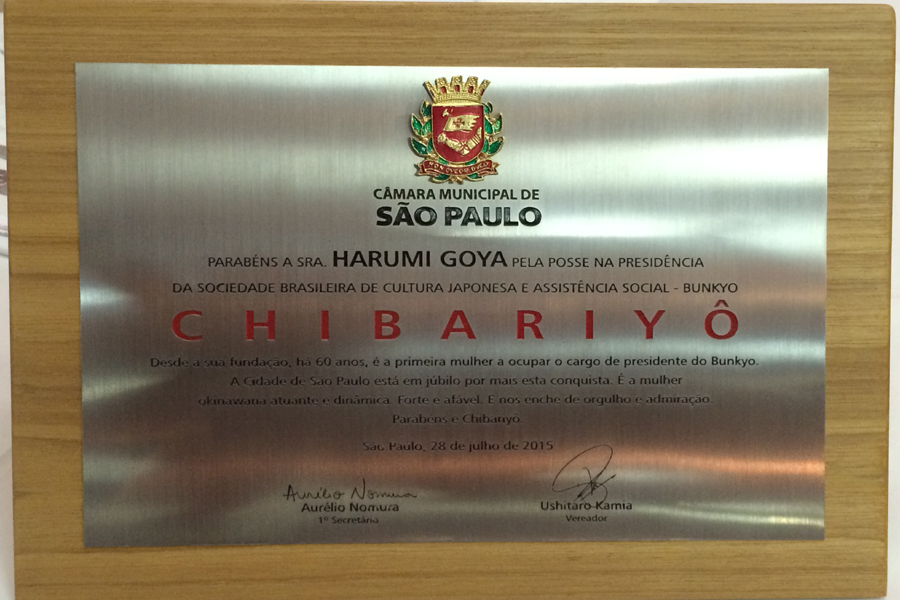 NON DVCOR DVCO
CÂMARA MUNICIPAL DE
SÃO PAULO
PARABÉNS A SRA. HARUMI GOYA PELA POSSE NA PRESIDÊNCIA
DA SOCIEDADE BRASILEIRA DE CULTURA JAPONESA E ASSISTÊNCIA SOCIAL - BUNKYO
CHIBARIYÔ
Desde a sua fundação, há 60 anos, é a primeira mulher a ocupar o cargo de presidente do Bunkyo.
A Cidade de São Paulo está em júbilo por mais esta conquista. É a mulher
okinawana atuante e dinâmica. Forte e afável. E nos enche de orgulho e admiração.
Parabéns e Chibariyô.
São Paulo, 28 de julho de 2015
Aurélio Nomura
Aurélio Nomura
1º Secretária
Ushitaro Kamia
Vereador